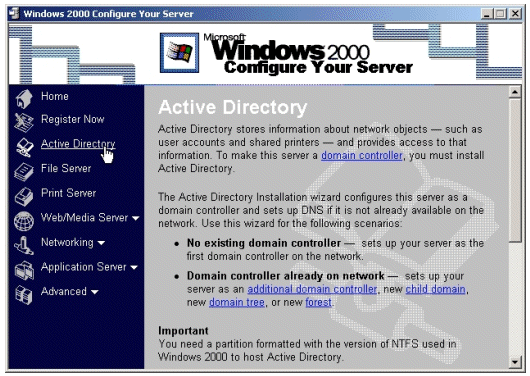 Windows 2000 Configure Your Server
Microsoft
Windows 2000
Configure Your Server
Home
Register Now
Active Directory
File Server
Print Server
Web/Media Server
Networking
Application Server
Advanced
Active Directory
Active Directory stores information about network objects — such as
user accounts and shared printers — and provides access to that
information. To make this server a domain controller, you must install
Active Directory.
The Active Directory Installation wizard configures this server as a
domain controller and sets up DNS if it is not already available on the
network. Use this wizard for the following scenarios:
• No existing domain controller — sets up your server as the
first domain controller on the network.
• Domain controller already on network — sets up your
server as an additional domain controller, new child domain,
new domain tree, or new forest.
Important
You need a partition formatted with the version of NTFS used in
Windows 2000 to host Active Directory.